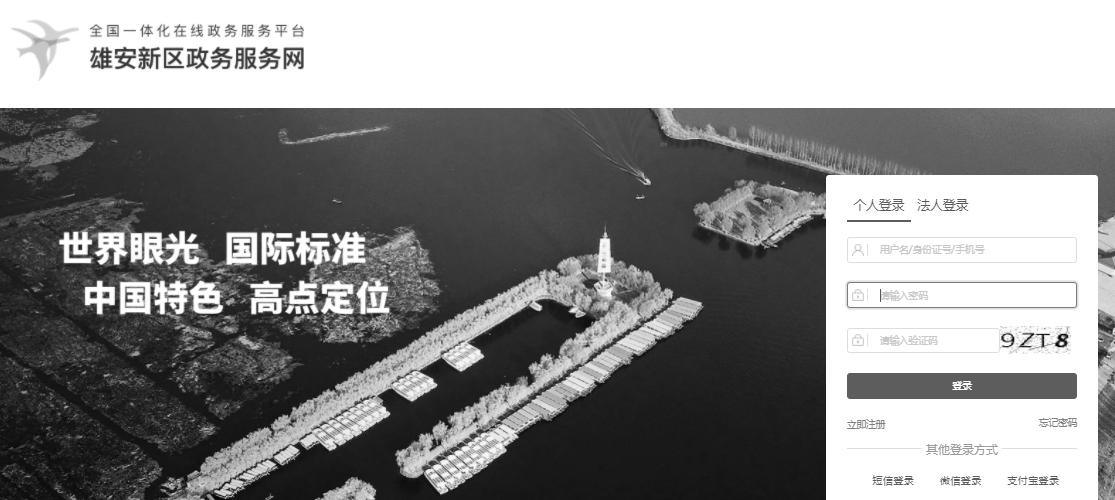 全国一体化在线政务服务平台
雄安新区政务服务网
世界眼光 国际标准
中国特色 高点定位
个人登录 法人登录
用户名/身份证号/手机号
请输入密码
请输入验证码 9ZT8
登录
立即注册 忘记密码
其他登录方式
短信登录 微信登录 支付宝登录